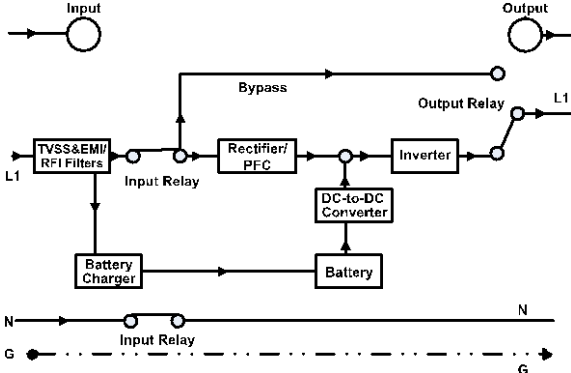 Input
Output
Bypass
Output Relay
L1
TVSS&EMI/
RFI Filters
L1
Input Relay
Rectifier/
PFC
Inverter
DC-to-DC
Converter
Battery
Charger
Battery
N
N
Input Relay
G
G